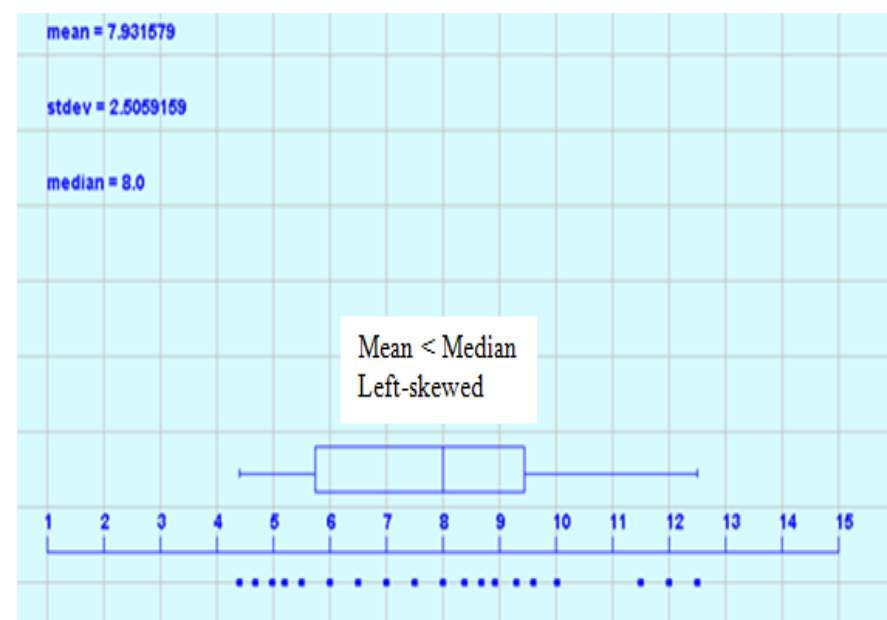 mean = 7.931579
stdev = 2.5059159
median = 8.0
Mean < Median
Left-skewed
1 2 3 4 5 6 7 8 9 10 11 12 13 14 15